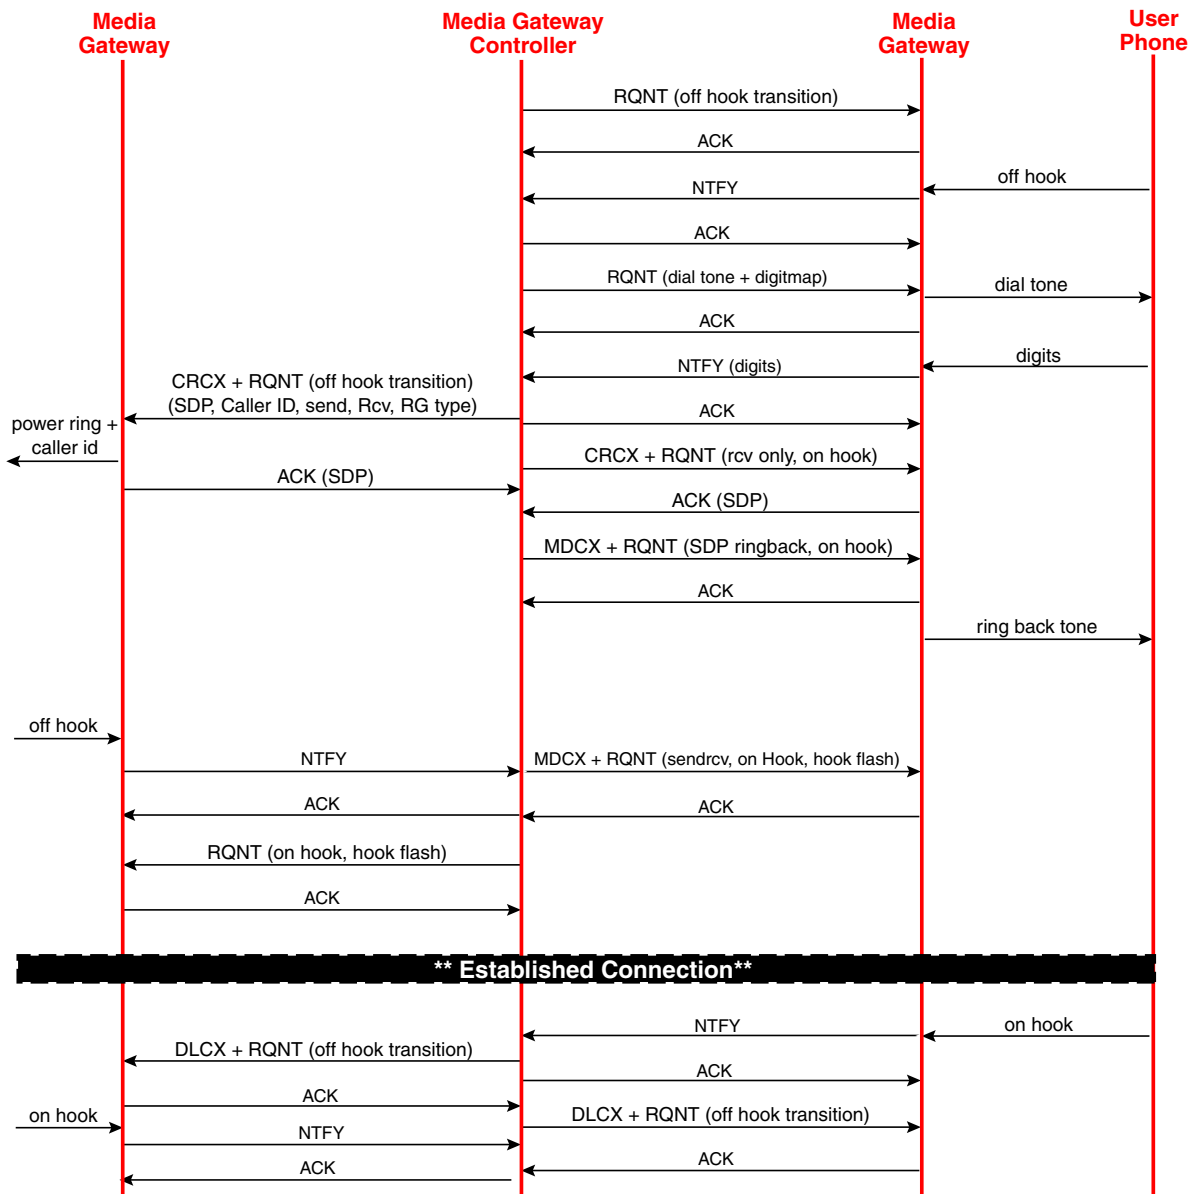 Media
Gateway
Media Gateway
Controller
Media
Gateway
User
Phone
RQNT (off hook transition)
ACK
off hook
NTFY
ACK
RQNT (dial tone + digitmap)
dial tone
ACK
digits
NTFY (digits)
CRCX + RQNT (off hook transition)
(SDP, Caller ID, send, Rcv, RG type)
ACK
power ring +
caller id
CRCX + RQNT (rcv only, on hook)
ACK (SDP)
ACK (SDP)
MDCX + RQNT (SDP ringback, on hook)
ACK
ring back tone
off hook
NTFY
MDCX + RQNT (sendrcv, on Hook, hook flash)
ACK
ACK
RQNT (on hook, hook flash)
ACK
** Established Connection**
NTFY
on hook
DLCX + RQNT (off hook transition)
ACK
ACK
on hook
DLCX + RQNT (off hook transition)
NTFY
ACK
ACK